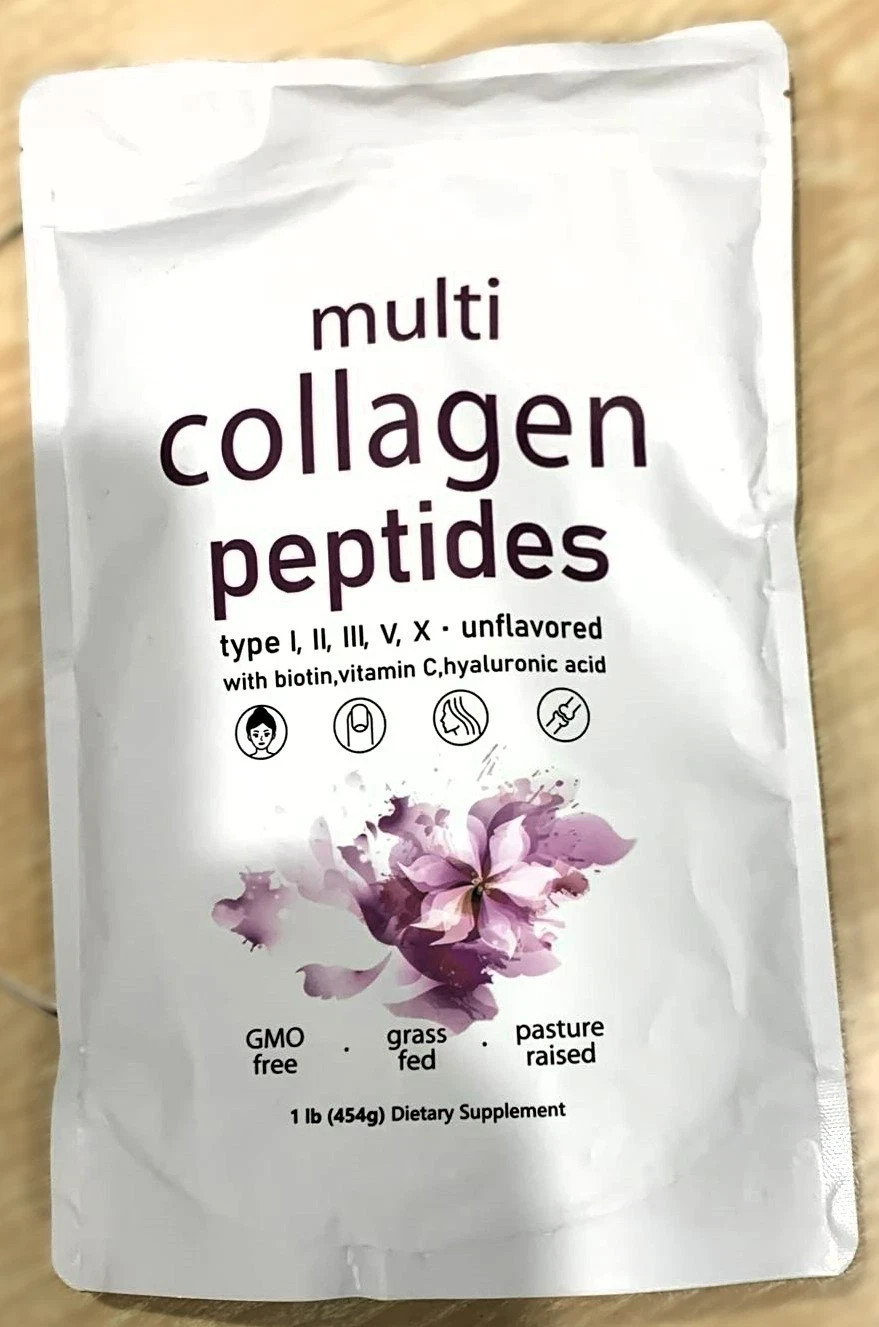 multi
collagen
peptides
type I, II, III, V, X · unflavored
with biotin,vitamin C,hyaluronic acid
GMO free · grass fed · pasture raised
1 lb (454g) Dietary Supplement